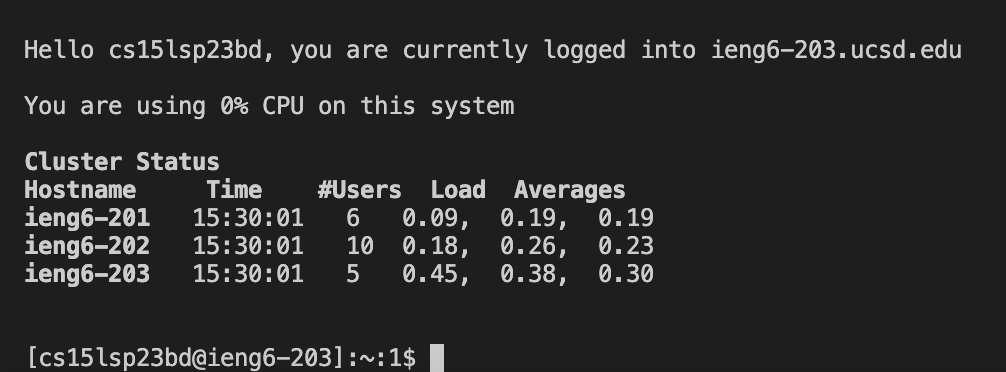 Hello cs15lsp23bd, you are currently logged into ieng6-203.ucsd.edu
You are using 0% CPU on this system
Cluster Status
Hostname     Time    #Users  Load  Averages
ieng6-201   15:30:01   6   0.09,  0.19,  0.19
ieng6-202   15:30:01   10  0.18,  0.26,  0.23
ieng6-203   15:30:01   5   0.45,  0.38,  0.30
[cs15lsp23bd@ieng6-203]:~:1$